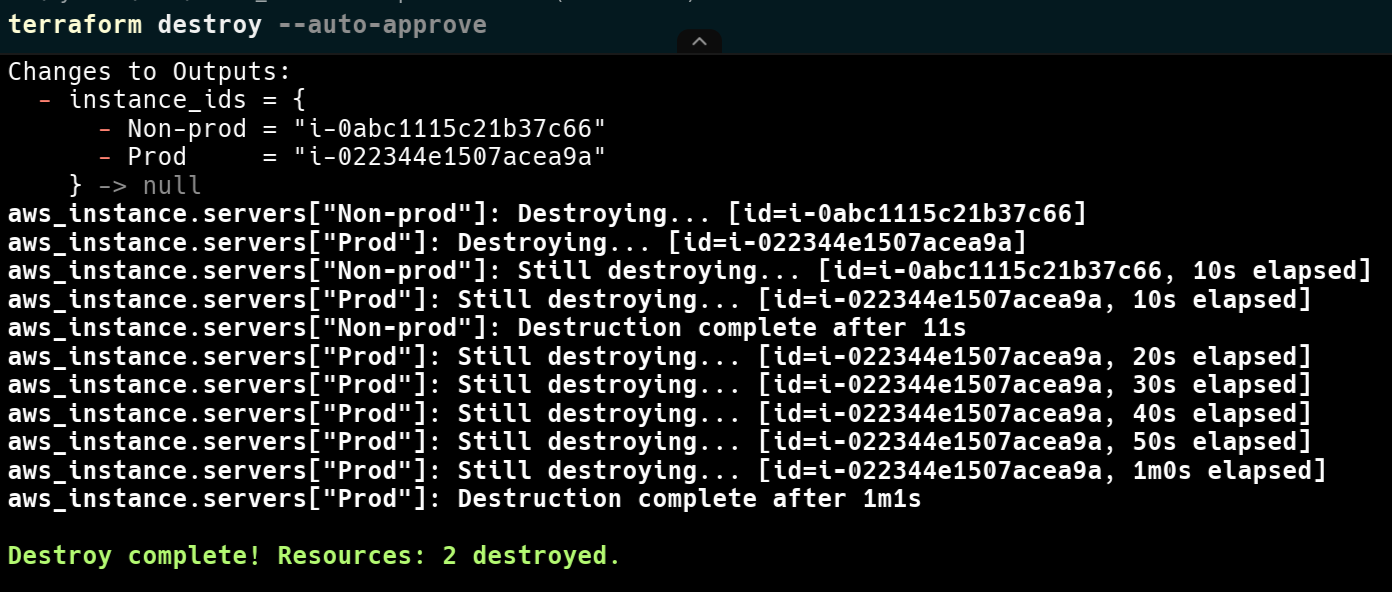 terraform destroy --auto-approve
Changes to Outputs:
  - instance_ids = {
      - Non-prod = "i-0abc1115c21b37c66"
      - Prod     = "i-022344e1507acea9a"
    } -> null
aws_instance.servers["Non-prod"]: Destroying... [id=i-0abc1115c21b37c66]
aws_instance.servers["Prod"]: Destroying... [id=i-022344e1507acea9a]
aws_instance.servers["Non-prod"]: Still destroying... [id=i-0abc1115c21b37c66, 10s elapsed]
aws_instance.servers["Prod"]: Still destroying... [id=i-022344e1507acea9a, 10s elapsed]
aws_instance.servers["Non-prod"]: Destruction complete after 11s
aws_instance.servers["Prod"]: Still destroying... [id=i-022344e1507acea9a, 20s elapsed]
aws_instance.servers["Prod"]: Still destroying... [id=i-022344e1507acea9a, 30s elapsed]
aws_instance.servers["Prod"]: Still destroying... [id=i-022344e1507acea9a, 40s elapsed]
aws_instance.servers["Prod"]: Still destroying... [id=i-022344e1507acea9a, 50s elapsed]
aws_instance.servers["Prod"]: Still destroying... [id=i-022344e1507acea9a, 1m0s elapsed]
aws_instance.servers["Prod"]: Destruction complete after 1m1s
Destroy complete! Resources: 2 destroyed.